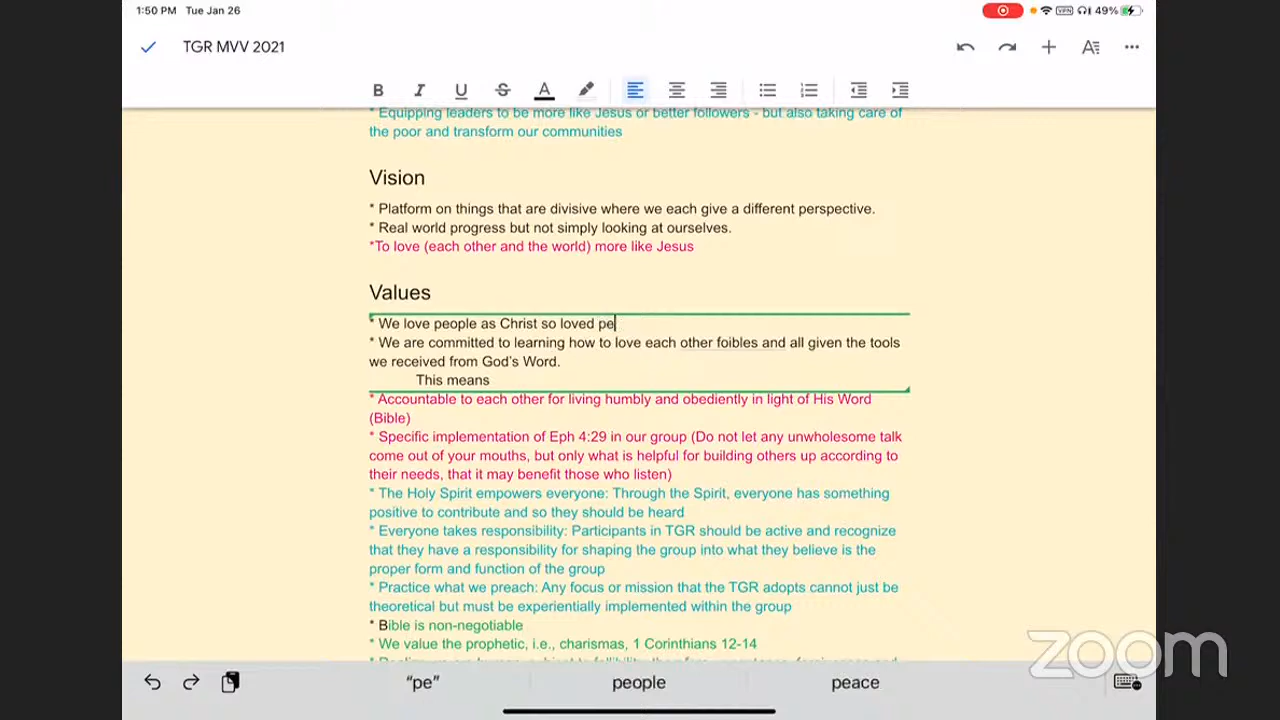 1:50 PM Tue Jan 26
VPN 49%
TGR MVV 2021
B I U S A
* Equipping leaders to be more like Jesus or better followers - but also taking care of
the poor and transform our communities
Vision
* Platform on things that are divisive where we each give a different perspective.
* Real world progress but not simply looking at ourselves.
*To love (each other and the world) more like Jesus
Values
* We love people as Christ so loved pe
* We are committed to learning how to love each other foibles and all given the tools
we received from God's Word.
This means
* Accountable to each other for living humbly and obediently in light of His Word
(Bible)
* Specific implementation of Eph 4:29 in our group (Do not let any unwholesome talk
come out of your mouths, but only what is helpful for building others up according to
their needs, that it may benefit those who listen)
* The Holy Spirit empowers everyone: Through the Spirit, everyone has something
positive to contribute and so they should be heard
* Everyone takes responsibility: Participants in TGR should be active and recognize
that they have a responsibility for shaping the group into what they believe is the
proper form and function of the group
* Practice what we preach: Any focus or mission that the TGR adopts cannot just be
theoretical but must be experientially implemented within the group
* Bible is non-negotiable
* We value the prophetic, i.e., charismas, 1 Corinthians 12-14
zoom
"pe" people peace